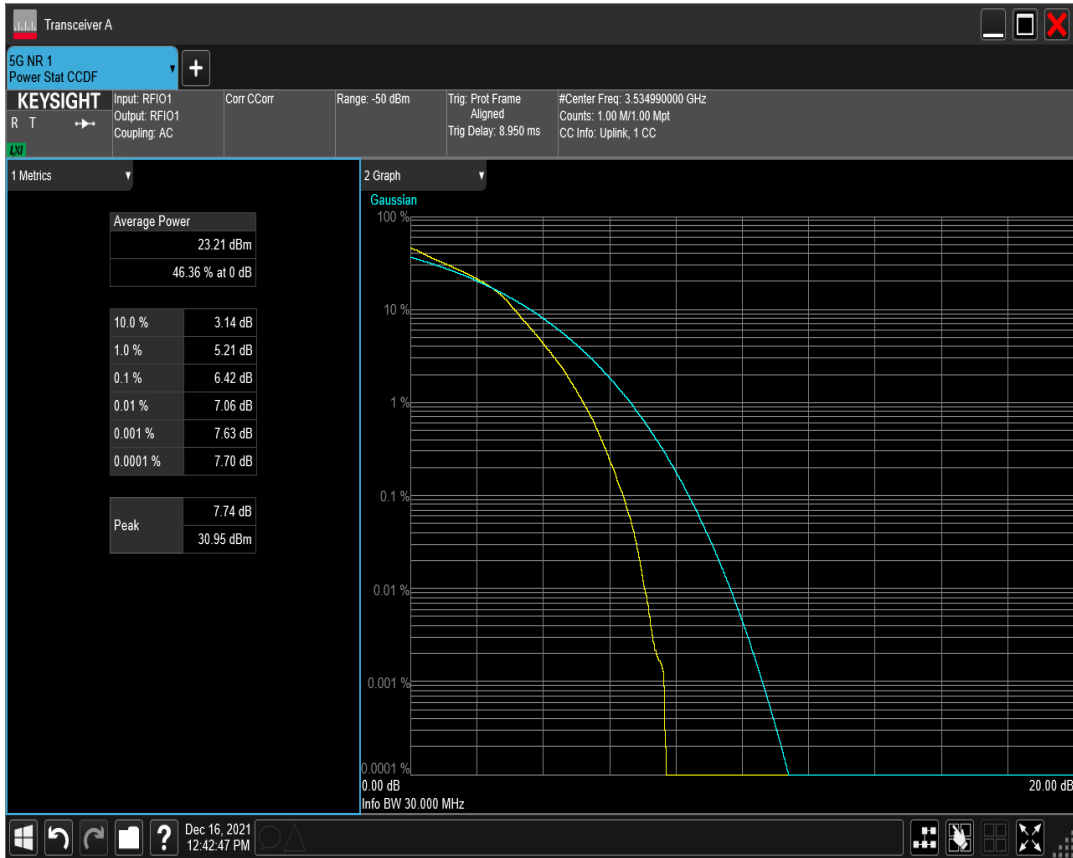 Transceiver A
5G NR 1
Power Stat CCDF
+
KEYSIGHT
R T
LXI
Input: RFIO1
Output: RFIO1
Coupling: AC
Corr CCorr
Range: -50 dBm
Trig: Prot Frame
Aligned
Trig Delay: 8.950 ms
#Center Freq: 3.534990000 GHz
Counts: 1.00 M/1.00 Mpt
CC Info: Uplink, 1 CC
1 Metrics
Average Power
23.21 dBm
46.36 % at 0 dB
10.0 % 3.14 dB
1.0 % 5.21 dB
0.1 % 6.42 dB
0.01 % 7.06 dB
0.001 % 7.63 dB
0.0001 % 7.70 dB
Peak 7.74 dB
30.95 dBm
2 Graph
Gaussian
100 %
10 %
1 %
0.1 %
0.01 %
0.001 %
0.0001 %
0.00 dB 20.00 dB
Info BW 30.000 MHz
?
Dec 16, 2021
12:42:47 PM